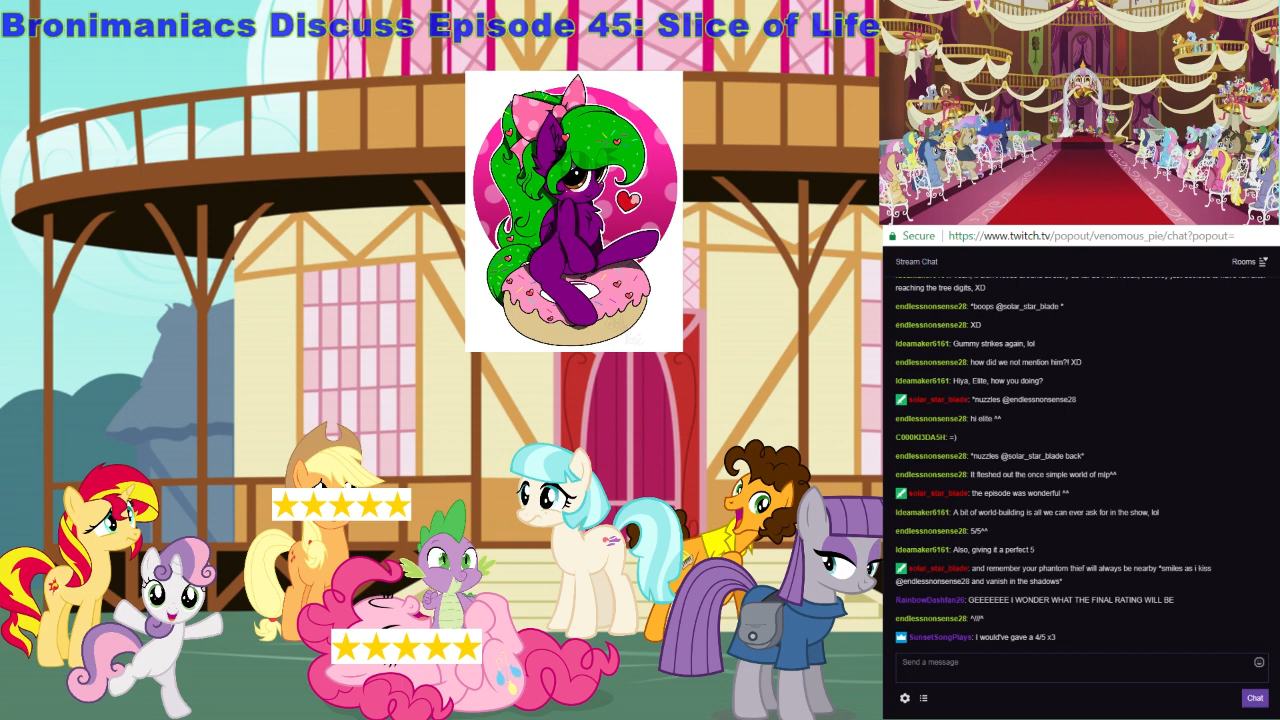 Bronimaniacs Discuss Episode 45: Slice of Life
Secure
https://www.twitch.tv/popout/venomous_pie/chat?popout=
Stream Chat
Rooms
reaching the tree digits, XD
endlessnonsense28: *boops @solar_star_blade *
endlessnonsense28: XD
Ideamaker6161: Gummy strikes again, lol
endlessnonsense28: how did we not mention him?! XD
Ideamaker6161: Hiya, Elite, how you doing?
solar_star_blade: *nuzzles @endlessnonsense28
endlessnonsense28: hi elite ^^
C000KI3DA5H: =)
endlessnonsense28: *nuzzles @solar_star_blade back*
endlessnonsense28: It fleshed out the once simple world of mlp^^
solar_star_blade: the episode was wonderful ^^
Ideamaker6161: A bit of world-building is all we can ever ask for in the show, lol
endlessnonsense28: 5/5^^
Ideamaker6161: Also, giving it a perfect 5
solar_star_blade: and remember your phantom thief will always be nearby *smiles as i kiss
@endlessnonsense28 and vanish in the shadows*
RainbowDashfan26: GEEEEEEE I WONDER WHAT THE FINAL RATING WILL BE
endlessnonsense28: ^///^
SunsetSongPlays: I would've gave a 4/5 x3
Send a message
Chat